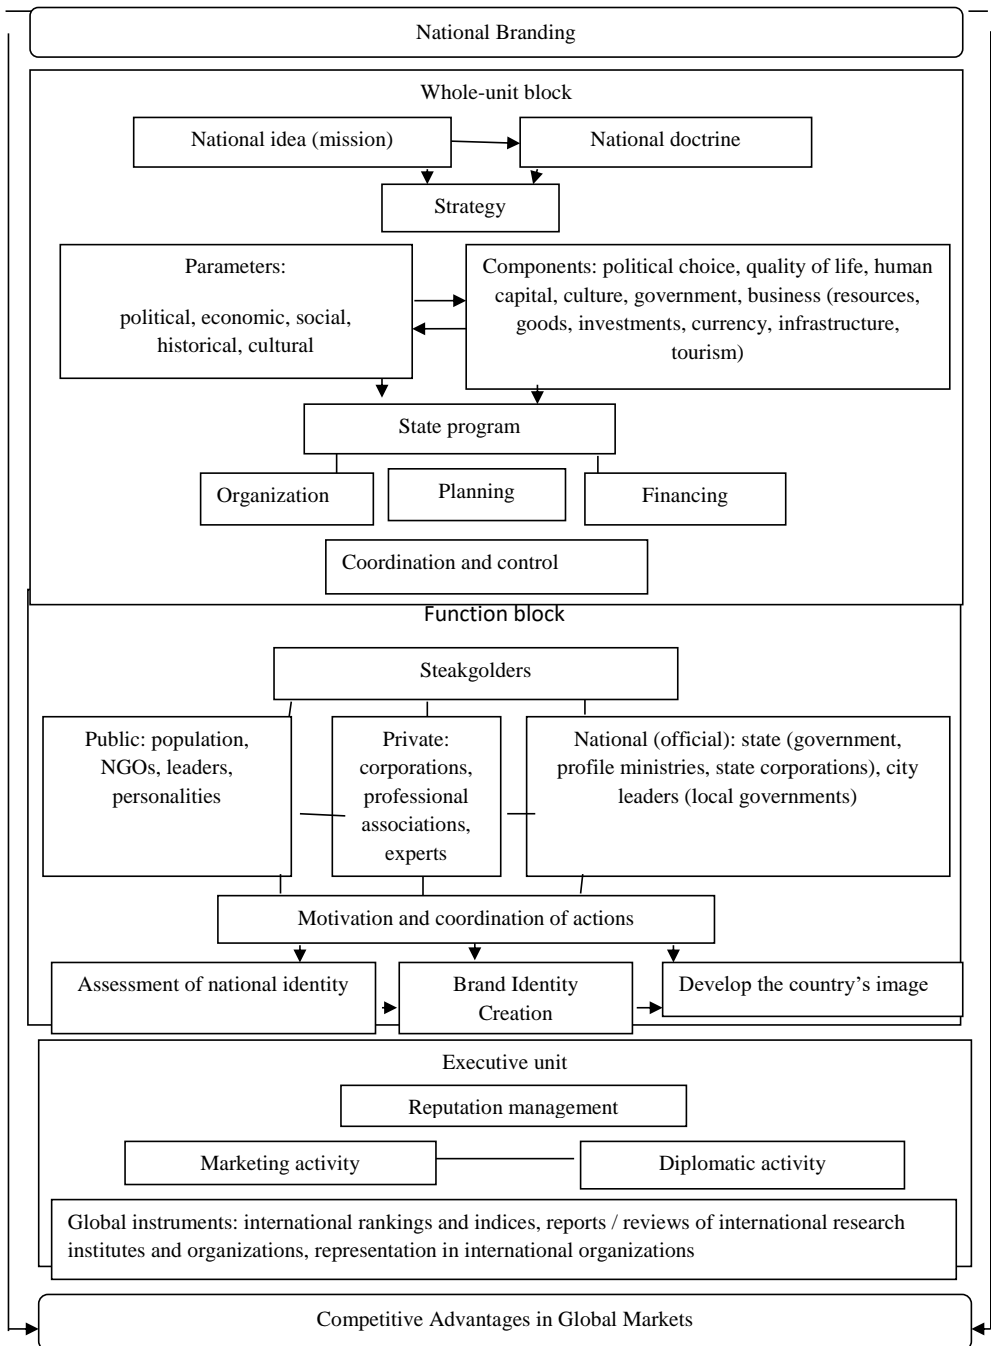 National Branding
Whole-unit block
National idea (mission)
National doctrine
Strategy
Parameters:
political, economic, social,
historical, cultural
Components: political choice, quality of life, human
capital, culture, government, business (resources,
goods, investments, currency, infrastructure,
tourism)
State program
Organization
Planning
Financing
Coordination and control
Function block
Steakgolders
Public: population,
NGOs, leaders,
personalities
Private:
corporations,
professional
associations,
experts
National (official): state (government,
profile ministries, state corporations), city
leaders (local governments)
Motivation and coordination of actions
Assessment of national identity
Brand Identity
Creation
Develop the country’s image
Executive unit
Reputation management
Marketing activity
Diplomatic activity
Global instruments: international rankings and indices, reports / reviews of international research
institutes and organizations, representation in international organizations
Competitive Advantages in Global Markets